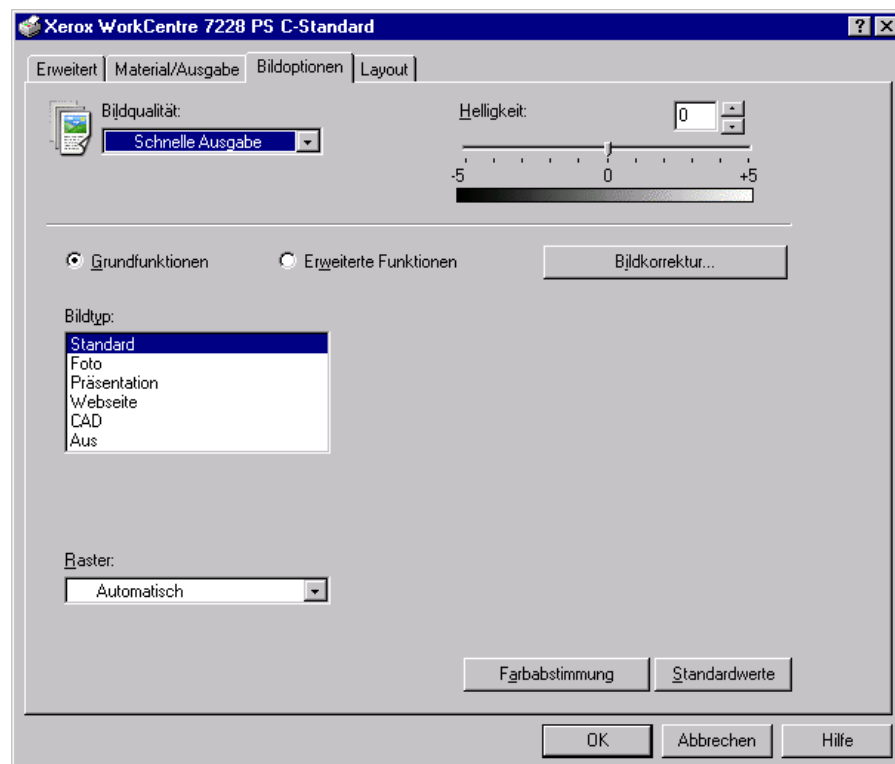 Xerox WorkCentre 7228 PS C-Standard
Erweitert Material/Ausgabe Bildoptionen Layout
Bildqualität:
Schnelle Ausgabe
Helligkeit:
0
-5 0 +5
Grundfunktionen
Erweiterte Funktionen
Bildkorrektur...
Bildtyp:
Standard
Foto
Präsentation
Webseite
CAD
Aus
Raster:
Automatisch
Farbabstimmung
Standardwerte
OK
Abbrechen
Hilfe